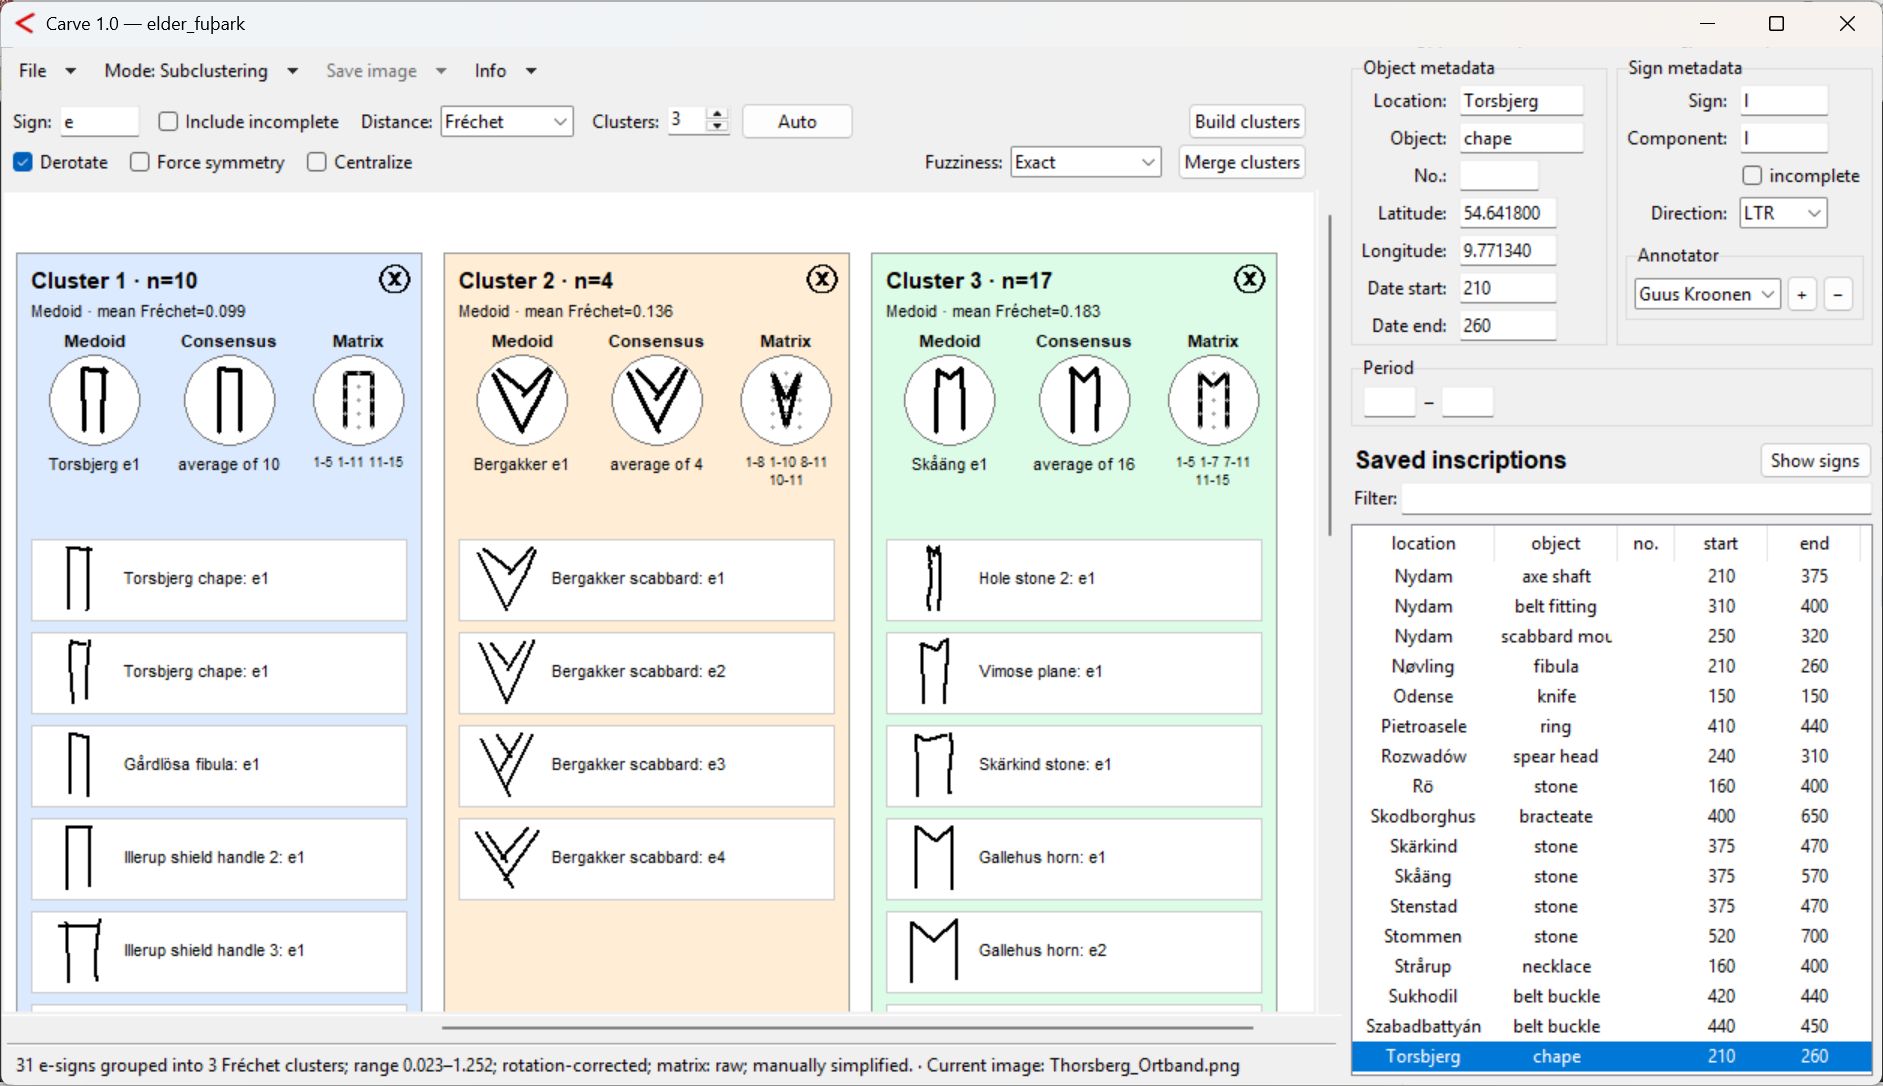 Carve 1.0 — elder_fuþark
File
Mode: Subclustering
Save image
Info
Sign: e
Include incomplete
Distance: Fréchet
Clusters: 3
Auto
Build clusters
Derotate
Force symmetry
Centralize
Fuzziness: Exact
Merge clusters
Cluster 1 · n=10
Medoid · mean Fréchet=0.099
Medoid Consensus Matrix
Torsbjerg e1 average of 10 1-5 1-11 11-15
Torsbjerg chape: e1
Torsbjerg chape: e1
Gårdlösa fibula: e1
Illerup shield handle 2: e1
Illerup shield handle 3: e1
Cluster 2 · n=4
Medoid · mean Fréchet=0.136
Medoid Consensus Matrix
Bergakker e1 average of 4 1-8 1-10 8-11
10-11
Bergakker scabbard: e1
Bergakker scabbard: e2
Bergakker scabbard: e3
Bergakker scabbard: e4
Cluster 3 · n=17
Medoid · mean Fréchet=0.183
Medoid Consensus Matrix
Skåäng e1 average of 16 1-5 1-7 7-11
11-15
Hole stone 2: e1
Vimose plane: e1
Skärkind stone: e1
Gallehus horn: e1
Gallehus horn: e2
31 e-signs grouped into 3 Fréchet clusters; range 0.023–1.252; rotation-corrected; matrix: raw; manually simplified. · Current image: Thorsberg_Ortband.png
Object metadata
Location: Torsbjerg
Object: chape
No.:
Latitude: 54.641800
Longitude: 9.771340
Date start: 210
Date end: 260
Sign metadata
Sign: l
Component: l
incomplete
Direction: LTR
Annotator
Guus Kroonen + −
Period
–
Saved inscriptions
Show signs
Filter:
location object no. start end
Nydam axe shaft 210 375
Nydam belt fitting 310 400
Nydam scabbard mou 250 320
Nøvling fibula 210 260
Odense knife 150 150
Pietroasele ring 410 440
Rozwadów spear head 240 310
Rö stone 160 400
Skodborghus bracteate 400 650
Skärkind stone 375 470
Skåäng stone 375 570
Stenstad stone 375 470
Stommen stone 520 700
Strårup necklace 160 400
Sukhodil belt buckle 420 440
Szabadbattyán belt buckle 440 450
Torsbjerg chape 210 260